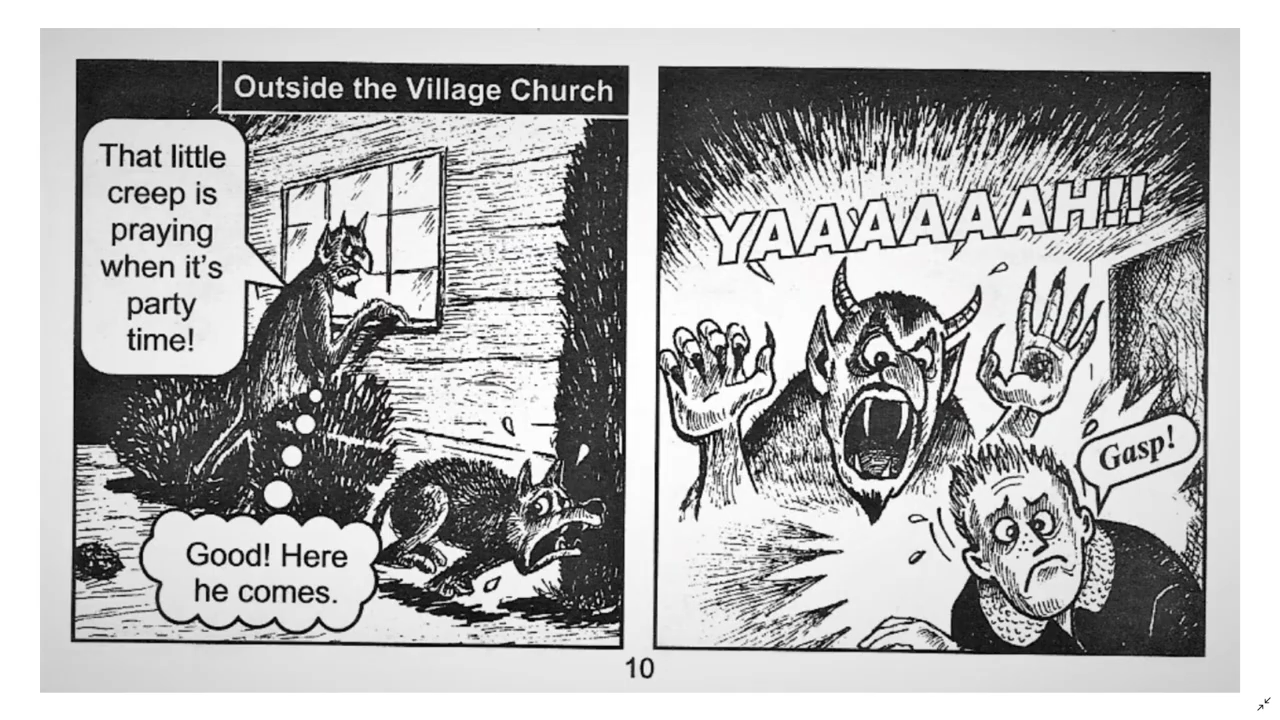 Outside the Village Church
That little
creep is
praying
when it's
party
time!
Good! Here
he comes.
YAAAAAAAH!!
Gasp!
10